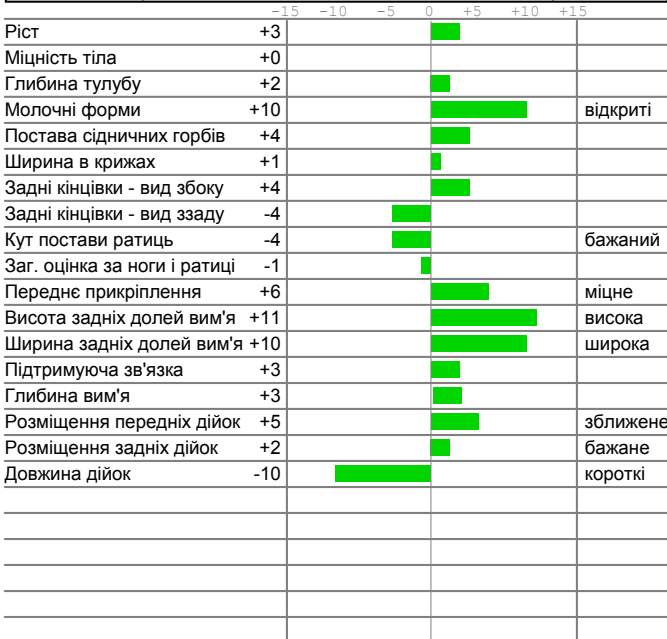 -15 -10 -5 0 +5 +10 +15
Ріст +3
Міцність тіла +0
Глибина тулубу +2
Молочні форми +10 відкриті
Постава сідничних горбів +4
Ширина в крижах +1
Задні кінцівки - вид збоку +4
Задні кінцівки - вид ззаду -4
Кут постави ратиць -4 бажаний
Заг. оцінка за ноги і ратиці -1
Переднє прикріплення +6 міцне
Висота задніх долей вим'я +11 висока
Ширина задніх долей вим'я +10 широка
Підтримуюча зв'язка +3
Глибина вим'я +3
Розміщення передніх дійок +5 зближене
Розміщення задніх дійок +2 бажане
Довжина дійок -10 короткі